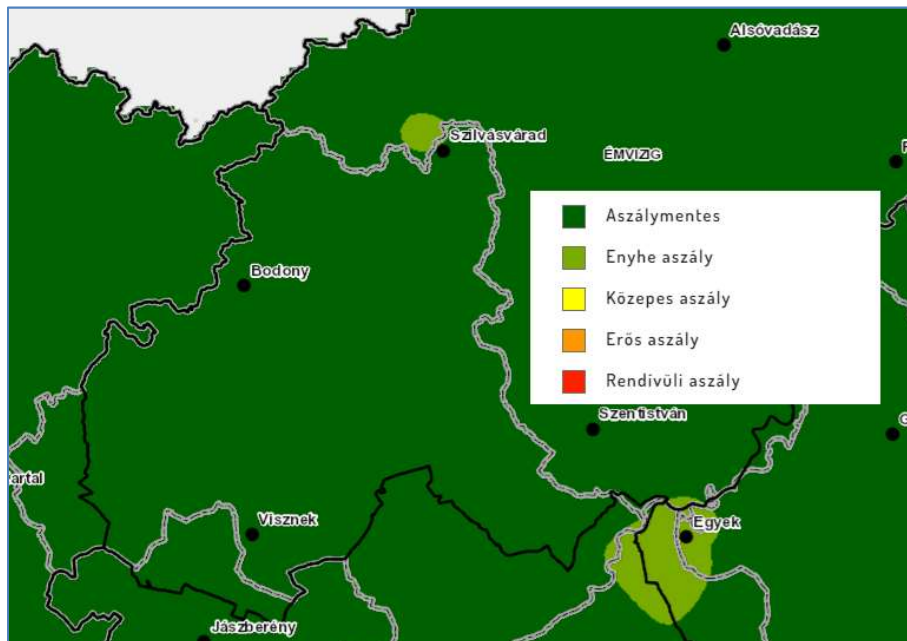 Alsóvadász
Szilvásvárad
ÉMVIZIG
Aszálymentes
Enyhe aszály
Bodony
Közepes aszály
Erős aszály
Rendívüli aszály
Szentistván
Visznek
Egyek
Jászberény